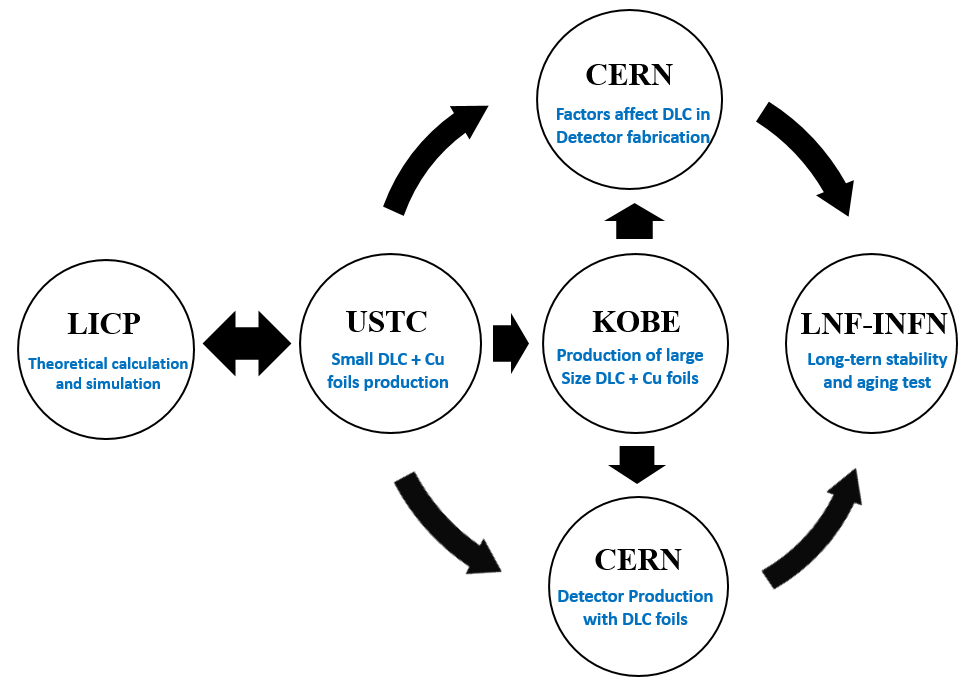 CERN
Factors affect DLC in
Detector fabrication
LICP
Theoretical calculation
and simulation
USTC
Small DLC + Cu
foils production
KOBE
Production of large
Size DLC + Cu foils
LNF-INFN
Long-tern stability
and aging test
CERN
Detector Production
with DLC foils